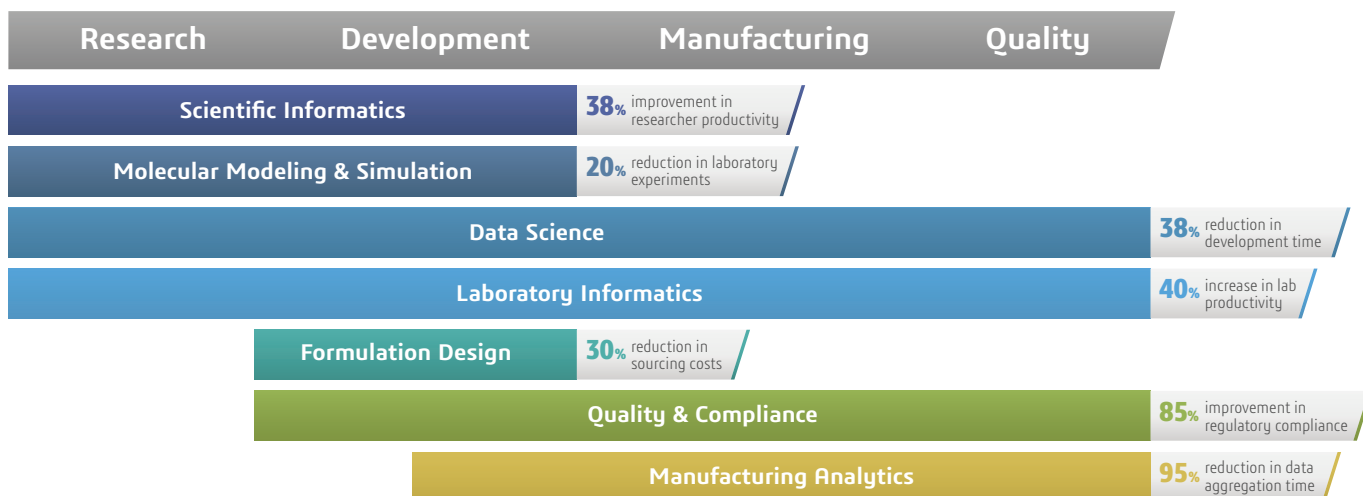 Research Development Manufacturing Quality
Scientific Informatics
38% improvement in
researcher productivity
Molecular Modeling & Simulation
20% reduction in laboratory
experiments
Data Science
38% reduction in
development time
Laboratory Informatics
40% increase in lab
productivity
Formulation Design
30% reduction in
sourcing costs
Quality & Compliance
85% improvement in
regulatory compliance
Manufacturing Analytics
95% reduction in data
aggregation time